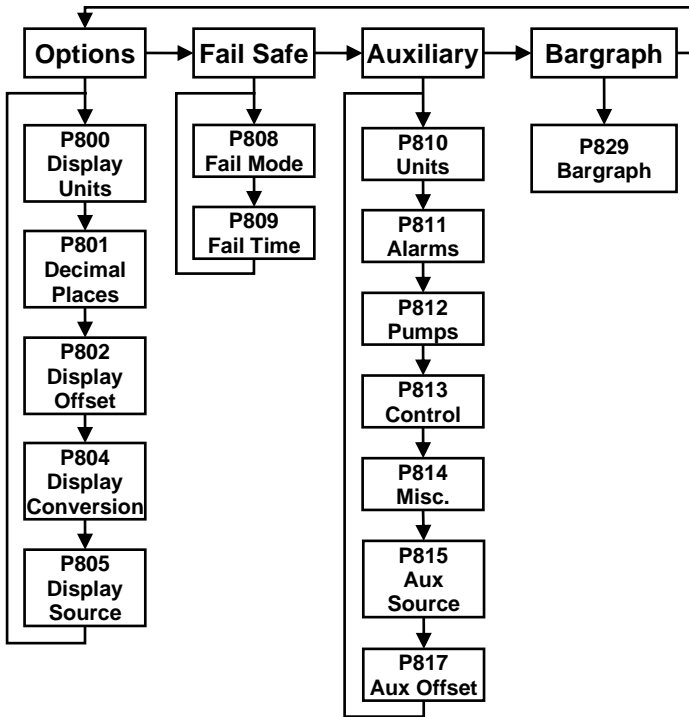 Options
Fail Safe
Auxiliary
Bargraph
P800
Display
Units
P801
Decimal
Places
P802
Display
Offset
P804
Display
Conversion
P805
Display
Source
P808
Fail Mode
P809
Fail Time
P810
Units
P811
Alarms
P812
Pumps
P813
Control
P814
Misc.
P815
Aux
Source
P817
Aux Offset
P829
Bargraph